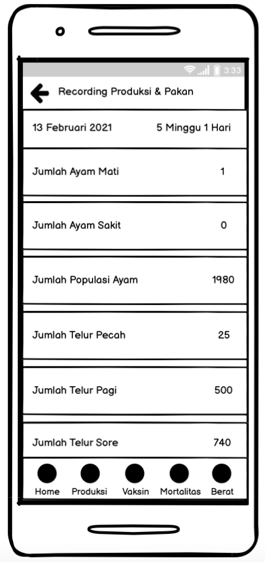 3:33
Recording Produksi & Pakan
13 Februari 2021 5 Minggu 1 Hari
Jumlah Ayam Mati 1
Jumlah Ayam Sakit 0
Jumlah Populasi Ayam 1980
Jumlah Telur Pecah 25
Jumlah Telur Pagi 500
Jumlah Telur Sore 740
Home Produksi Vaksin Mortalitas Berat